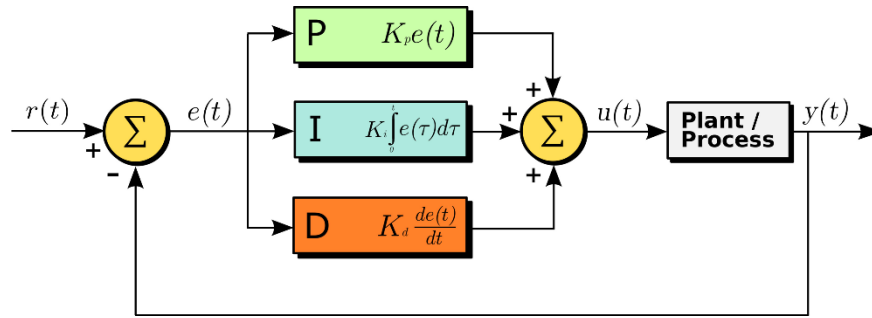 r(t)
+
-
Σ
e(t)
P K_p e(t)
I K_i ∫_0^t e(τ)dτ
D K_d de(t)/dt
+
+
+
Σ
u(t)
Plant /
Process
y(t)